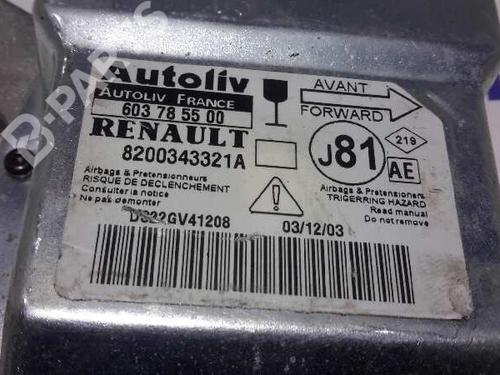 B-PARTS
Autoliv
AUTOLIV FRANCE
603 78 55 00
RENAULT
8200343321A
AVANT
FORWARD
J81
219
AE
Airbags & Pretensionneurs
RISQUE DE DECLENCHEMENT
Consulter la notice
Ne pas demonter
Airbags & Pretensioners
TRIGERRING HAZARD
Read manual
Do not remove
03/12/03